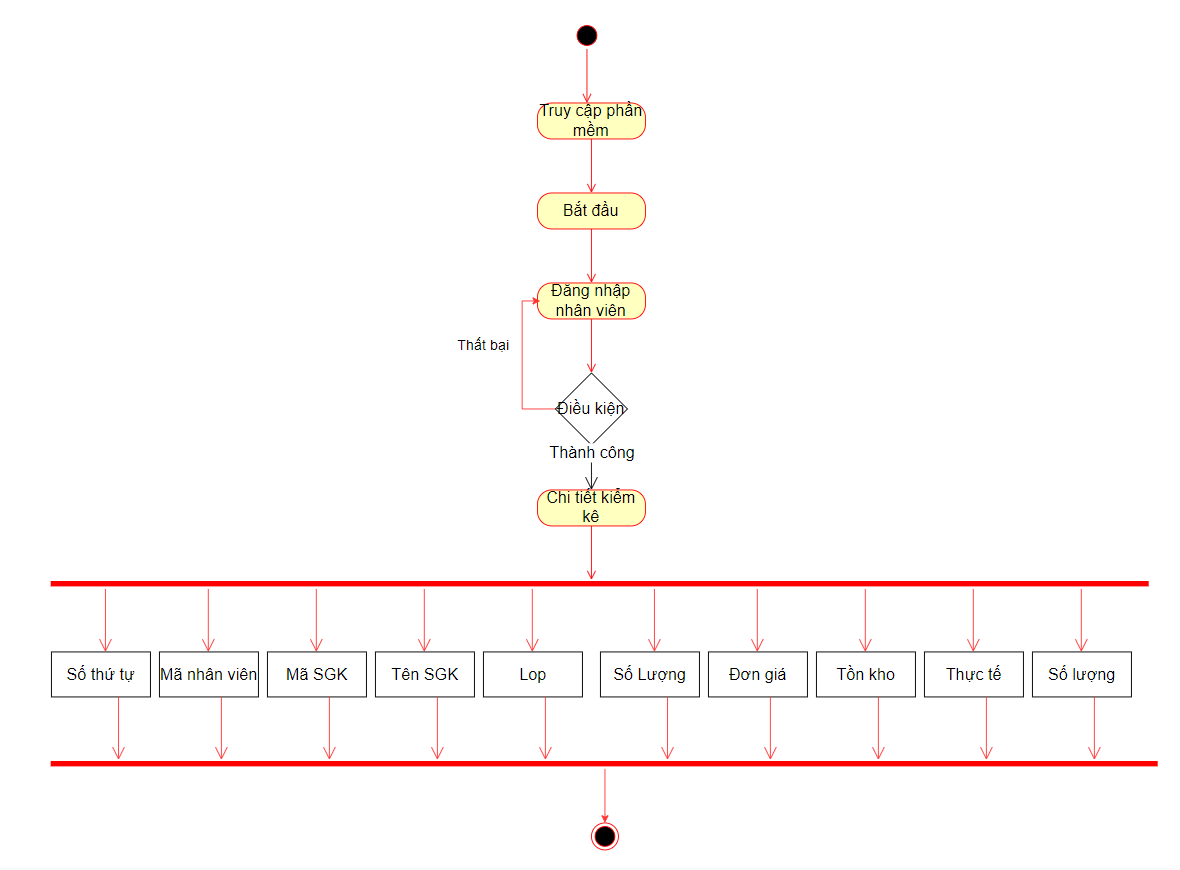 Truy cập phần
mềm
Bắt đầu
Đăng nhập
nhân viên
Thất bại
Điều kiện
Thành công
Chi tiết kiểm
kê
Số thứ tự
Mã nhân viên
Mã SGK
Tên SGK
Lop
Số Lượng
Đơn giá
Tồn kho
Thực tế
Số lượng